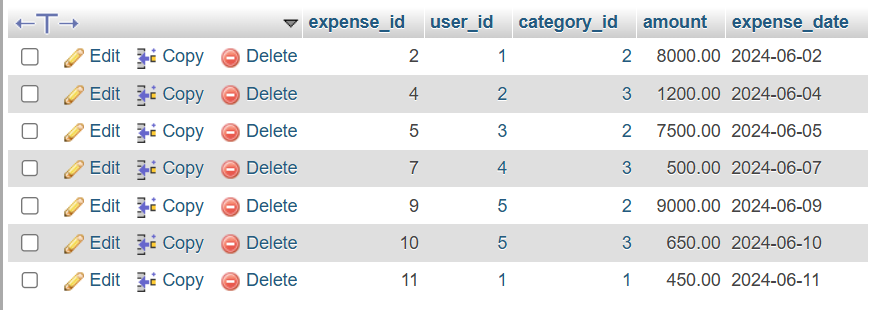 ←T→ expense_id user_id category_id amount expense_date
Edit Copy Delete 2 1 2 8000.00 2024-06-02
Edit Copy Delete 4 2 3 1200.00 2024-06-04
Edit Copy Delete 5 3 2 7500.00 2024-06-05
Edit Copy Delete 7 4 3 500.00 2024-06-07
Edit Copy Delete 9 5 2 9000.00 2024-06-09
Edit Copy Delete 10 5 3 650.00 2024-06-10
Edit Copy Delete 11 1 1 450.00 2024-06-11